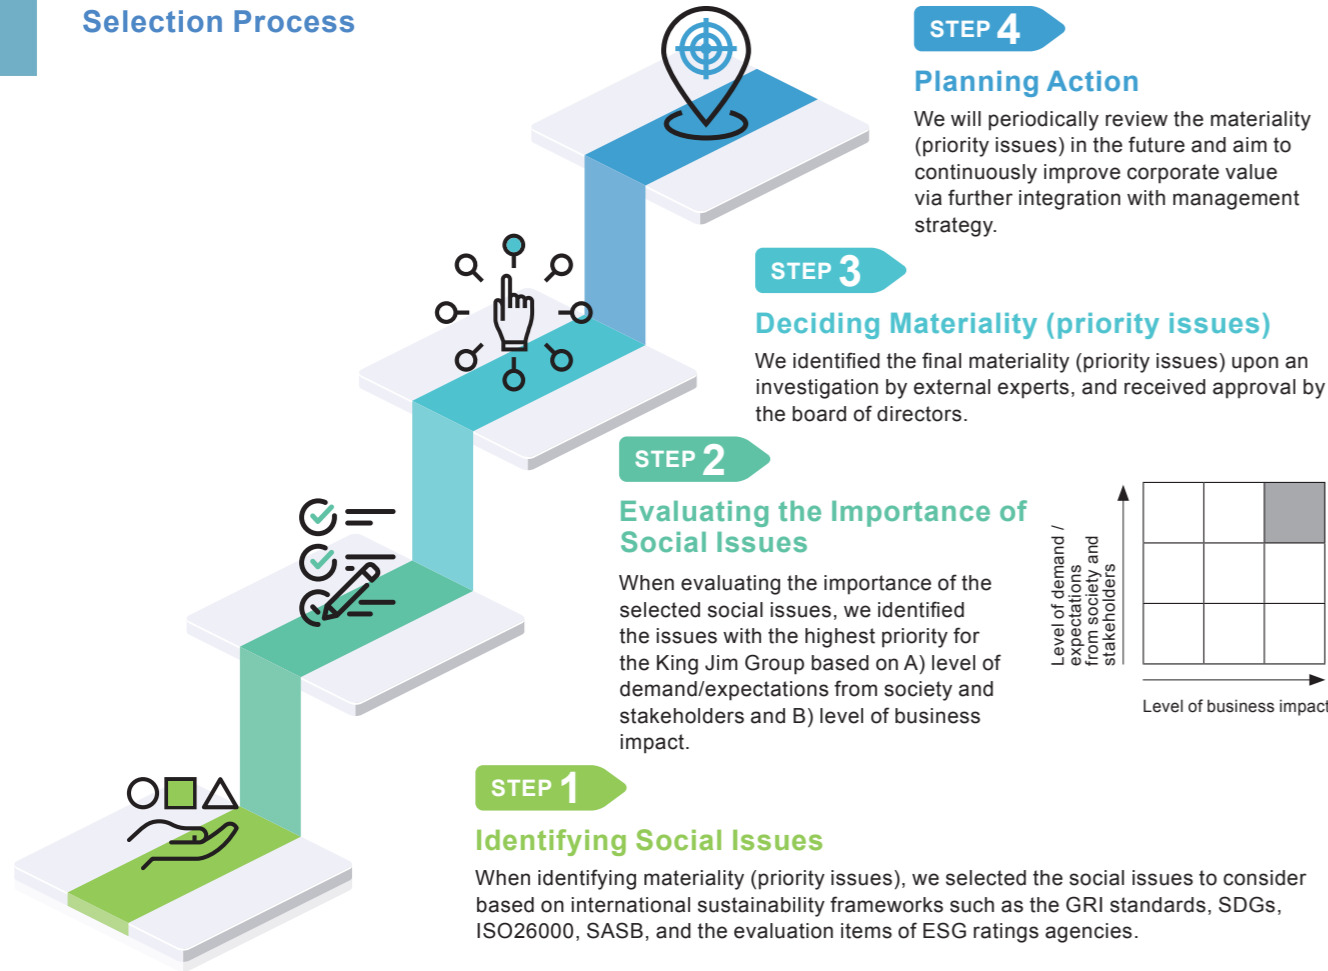 Selection Process
STEP 4
Planning Action
We will periodically review the materiality
(priority issues) in the future and aim to
continuously improve corporate value
via further integration with management
strategy.
STEP 3
Deciding Materiality (priority issues)
We identified the final materiality (priority issues) upon an
investigation by external experts, and received approval by
the board of directors.
STEP 2
Evaluating the Importance of
Social Issues
When evaluating the importance of the
selected social issues, we identified
the issues with the highest priority for
the King Jim Group based on A) level of
demand/expectations from society and
stakeholders and B) level of business
impact.
Level of demand /
expectations
from society and
stakeholders
Level of business impact
STEP 1
Identifying Social Issues
When identifying materiality (priority issues), we selected the social issues to consider
based on international sustainability frameworks such as the GRI standards, SDGs,
ISO26000, SASB, and the evaluation items of ESG ratings agencies.